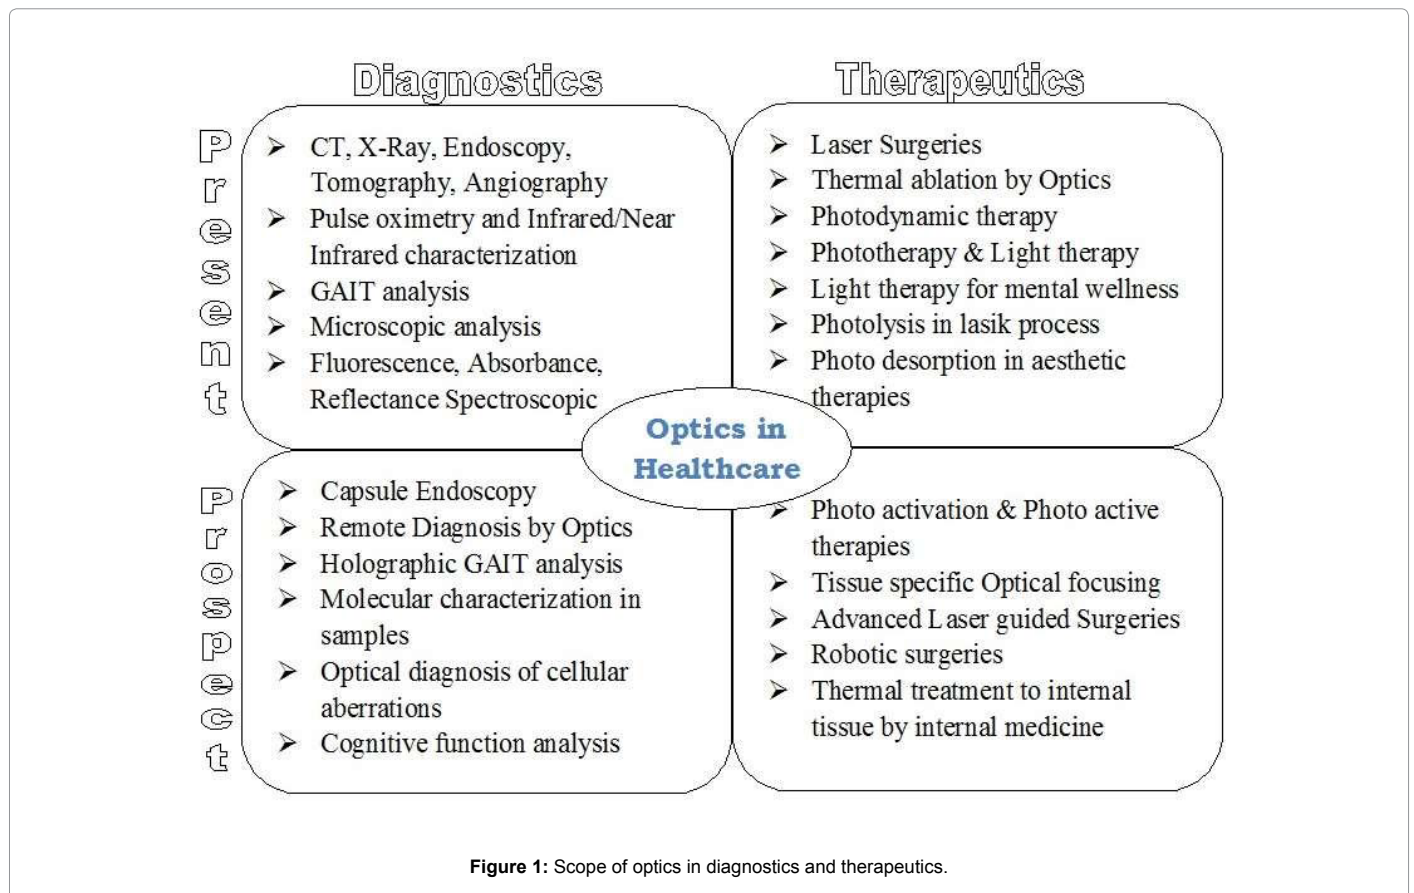 Diagnostics
Therapeutics
Present
➢ CT, X-Ray, Endoscopy,
Tomography, Angiography
➢ Pulse oximetry and Infrared/Near
Infrared characterization
➢ GAIT analysis
➢ Microscopic analysis
➢ Fluorescence, Absorbance,
Reflectance Spectroscopic
➢ Laser Surgeries
➢ Thermal ablation by Optics
➢ Photodynamic therapy
➢ Phototherapy & Light therapy
➢ Light therapy for mental wellness
➢ Photolysis in lasik process
➢ Photo desorption in aesthetic
therapies
Optics in
Healthcare
Prospect
➢ Capsule Endoscopy
➢ Remote Diagnosis by Optics
➢ Holographic GAIT analysis
➢ Molecular characterization in
samples
➢ Optical diagnosis of cellular
aberrations
➢ Cognitive function analysis
➢ Photo activation & Photo active
therapies
➢ Tissue specific Optical focusing
➢ Advanced Laser guided Surgeries
➢ Robotic surgeries
➢ Thermal treatment to internal
tissue by internal medicine
Figure 1: Scope of optics in diagnostics and therapeutics.